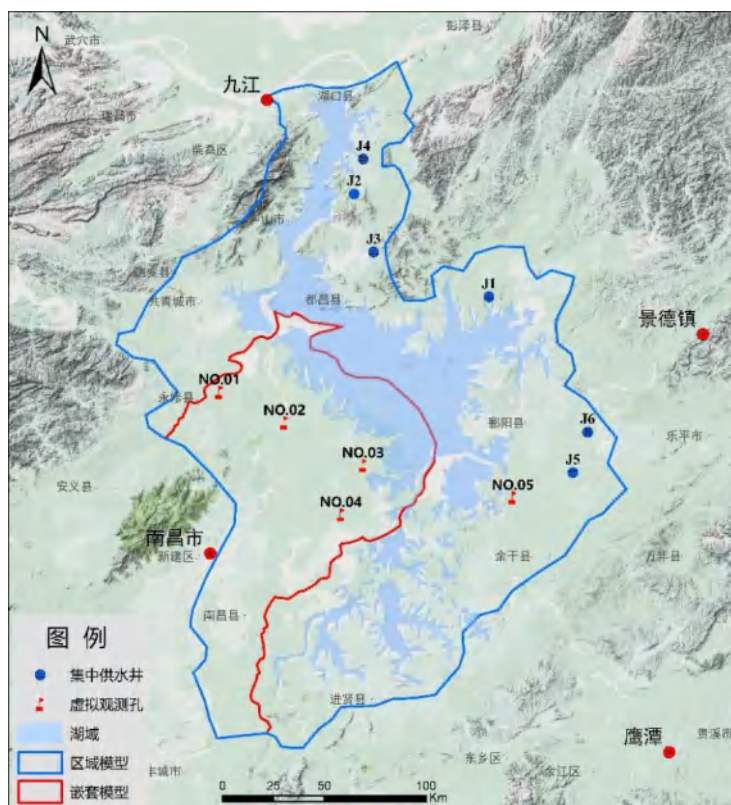 彭泽县
武穴市
N
九江
湖口县
瑞昌市
柴桑区
J4
J2
J3
德安县
共青城市
都昌县
J1
景德镇
NO.01
永修县
NO.02
鄱阳县
J6
乐平市
NO.03
J5
安义县
NO.04
NO.05
南昌市
新建区
余干县
万年县
南昌县
图 例
集中供水井
虚拟观测孔
进贤县
湖域
鹰潭
贵溪市
区域模型
东乡区
余江区
丰城市
嵌套模型
0 25 50 100
Km